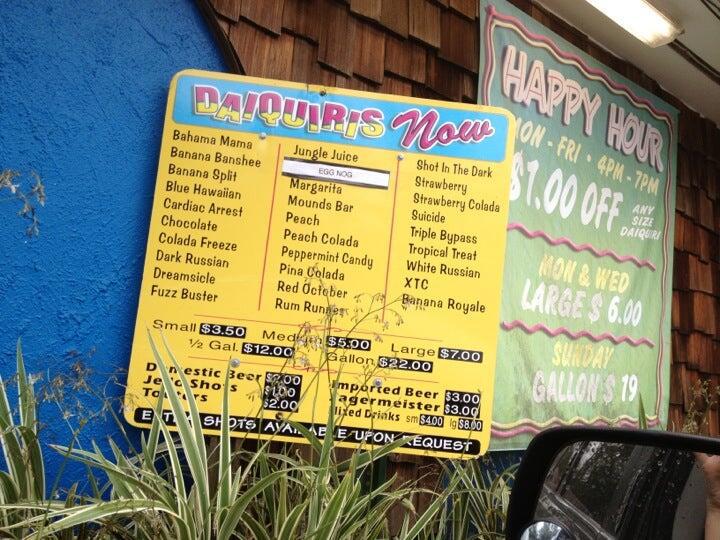 DAIQUIRIS Now
Bahama Mama
Banana Banshee
Banana Split
Blue Hawaiian
Cardiac Arrest
Chocolate
Colada Freeze
Dark Russian
Dreamsicle
Fuzz Buster
Jungle Juice
EGG NOG
Margarita
Mounds Bar
Peach
Peach Colada
Peppermint Candy
Pina Colada
Red October
Rum Runner
Shot In The Dark
Strawberry
Strawberry Colada
Suicide
Triple Bypass
Tropical Treat
White Russian
XTC
Banana Royale
Small $3.50 Medium $5.00 Large $7.00
½ Gal. $12.00 Gallon $22.00
Domestic Beer
Jello Shots $1.00
$2.00
Imported Beer $3.00
Jagermeister $3.00
Mixed Drinks sm $4.00 lg $8.00
EXTRA SHOTS AVAILABLE UPON REQUEST
HAPPY HOUR
MON - FRI • 4PM - 7PM
$1.00 OFF ANY SIZE DAIQUIRI
MON & WED
LARGE $ 6.00
SUNDAY
GALLON $ 19